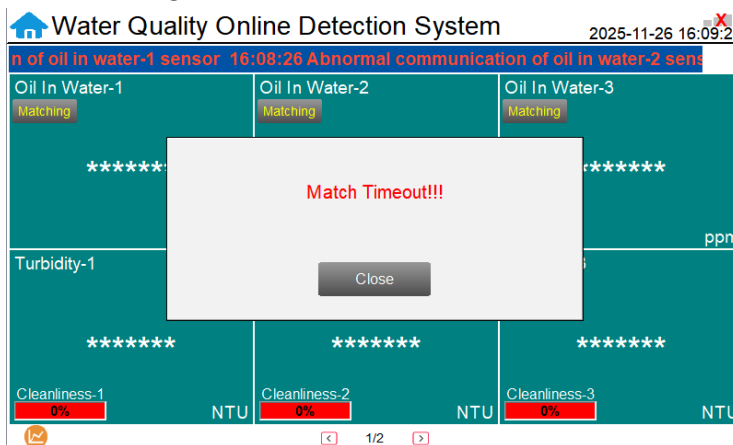 Water Quality Online Detection System
2025-11-26 16:09:2
n of oil in water-1 sensor 16:08:26 Abnormal communication of oil in water-2 sens
Oil In Water-1
Oil In Water-2
Oil In Water-3
Matching
Matching
Matching
*******
*******
Match Timeout!!!
ppm
Turbidity-1
Close
*******
*******
*******
Cleanliness-1
Cleanliness-2
Cleanliness-3
0%
NTU
0%
NTU
0%
NTU
1/2